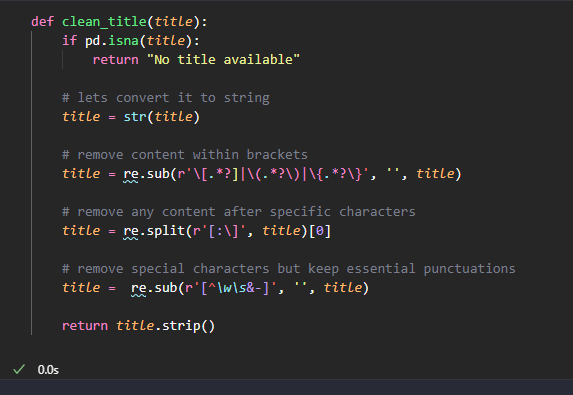 def clean_title(title):
    if pd.isna(title):
        return "No title available"

    # lets convert it to string
    title = str(title)

    # remove content within brackets
    title = re.sub(r'\[.*?]|\(.*?\)|\{.*?\}', '', title)

    # remove any content after specific characters
    title = re.split(r'[:\]', title)[0]

    # remove special characters but keep essential punctuations
    title =  re.sub(r'[^\w\s&-]', '', title)

    return title.strip()
0.0s